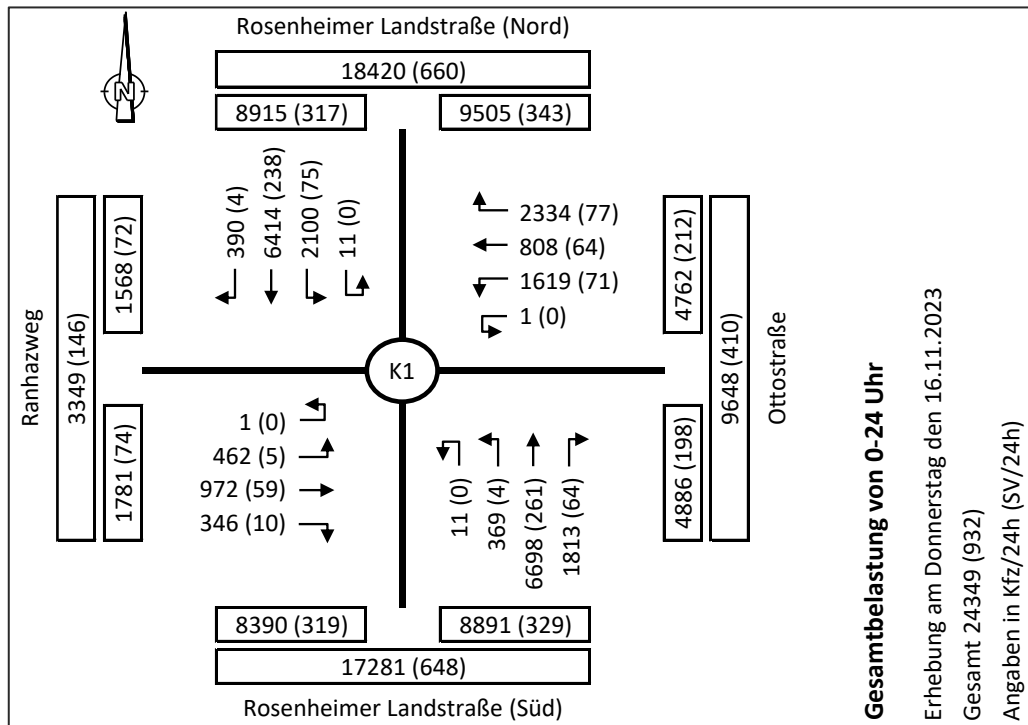 Rosenheimer Landstraße (Nord)
18420 (660)
8915 (317)
9505 (343)
N
390 (4)
6414 (238)
2100 (75)
11 (0)
2334 (77)
808 (64)
1619 (71)
1 (0)
Ranhazweg
3349 (146)
1568 (72)
1781 (74)
K1
4762 (212)
4886 (198)
9648 (410)
Ottostraße
1 (0)
462 (5)
972 (59)
346 (10)
11 (0)
369 (4)
6698 (261)
1813 (64)
8390 (319)
8891 (329)
17281 (648)
Rosenheimer Landstraße (Süd)
Gesamtbelastung von 0-24 Uhr
Erhebung am Donnerstag den 16.11.2023
Gesamt 24349 (932)
Angaben in Kfz/24h (SV/24h)